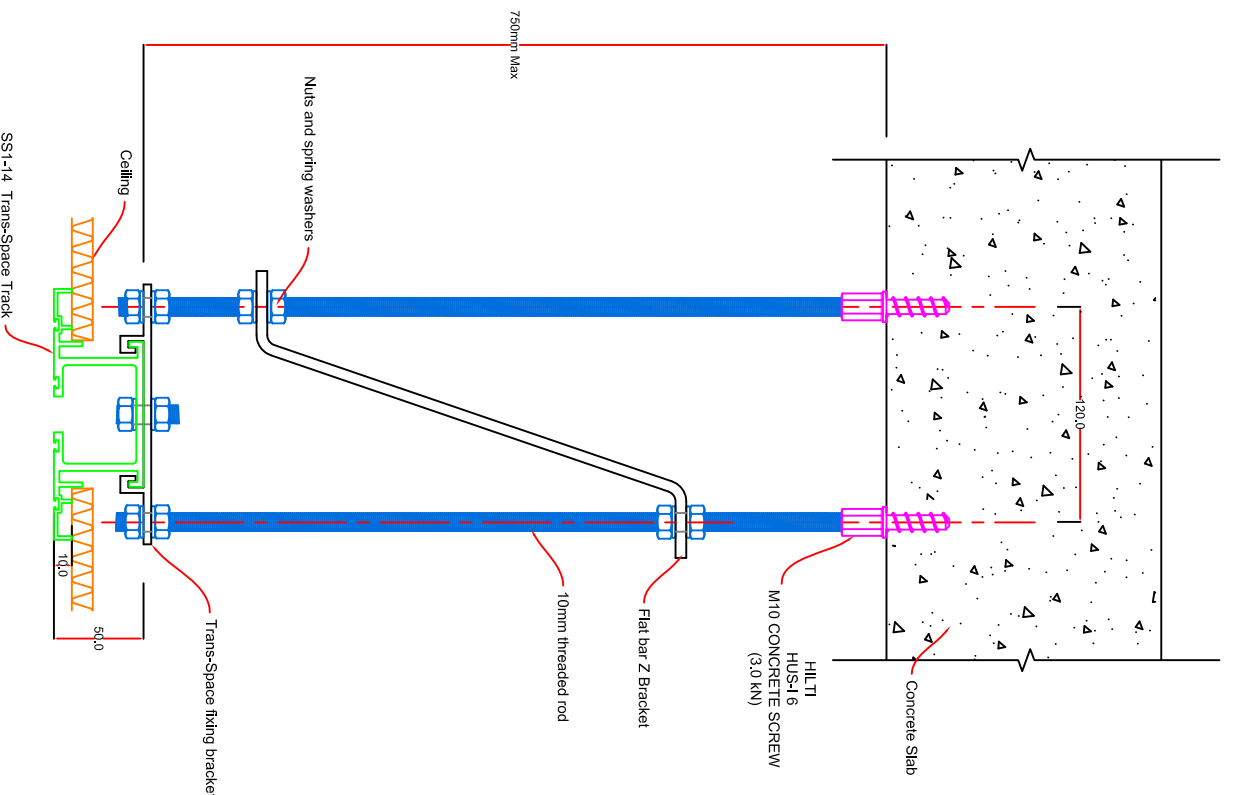 750mm Max
Nuts and spring washers
Ceiling
SS1-14 Trans-Space Track
120.0
10.0
50.0
Trans-Space fixing bracket
10mm threaded rod
Flat bar Z Bracket
HILTI
HUS-I 6
M10 CONCRETE SCREW
(3.0 kN)
Concrete Slab